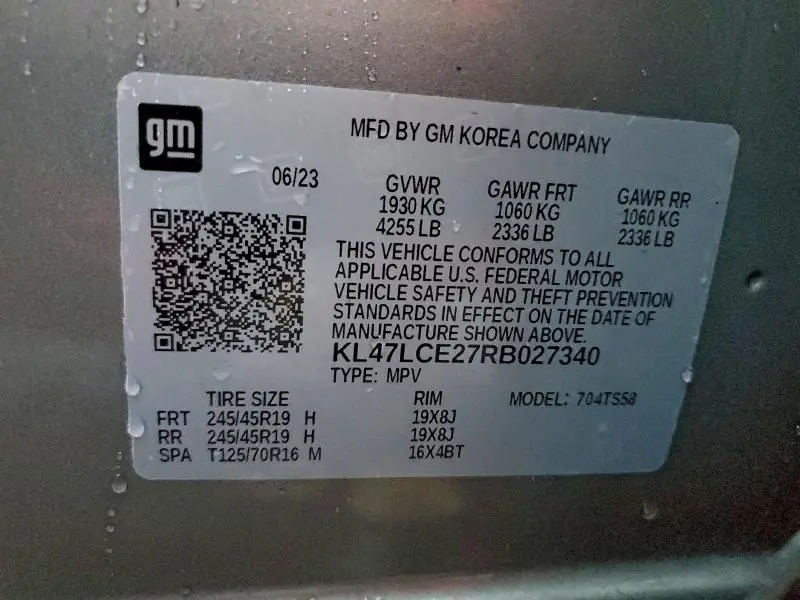 gm
MFD BY GM KOREA COMPANY
06/23
GVWR GAWR FRT GAWR RR
1930 KG 1060 KG 1060 KG
4255 LB 2336 LB 2336 LB
THIS VEHICLE CONFORMS TO ALL
APPLICABLE U.S. FEDERAL MOTOR
VEHICLE SAFETY AND THEFT PREVENTION
STANDARDS IN EFFECT ON THE DATE OF
MANUFACTURE SHOWN ABOVE.
KL47LCE27RB027340
TYPE: MPV
TIRE SIZE RIM MODEL: 704TS58
FRT 245/45R19 H 19X8J
RR 245/45R19 H 19X8J
SPA T125/70R16 M 16X4BT